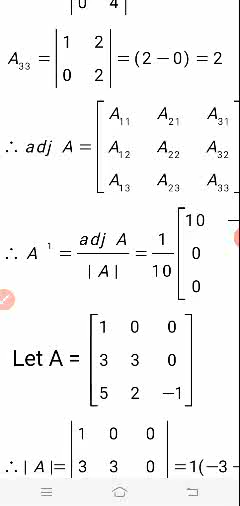 0 4
A₃₃ = | 1 2 | = (2 − 0) = 2
0 2
∴ adj A = [ A₁₁ A₂₁ A₃₁
A₁₂ A₂₂ A₃₂
A₁₃ A₂₃ A₃₃
∴ A ¹ = adj A / | A | = 1/10 [ 10 −
0
0
Let A = [ 1 0 0
3 3 0
5 2 −1 ]
∴ | A |= | 1 0 0
3 3 0 | =1(−3 −